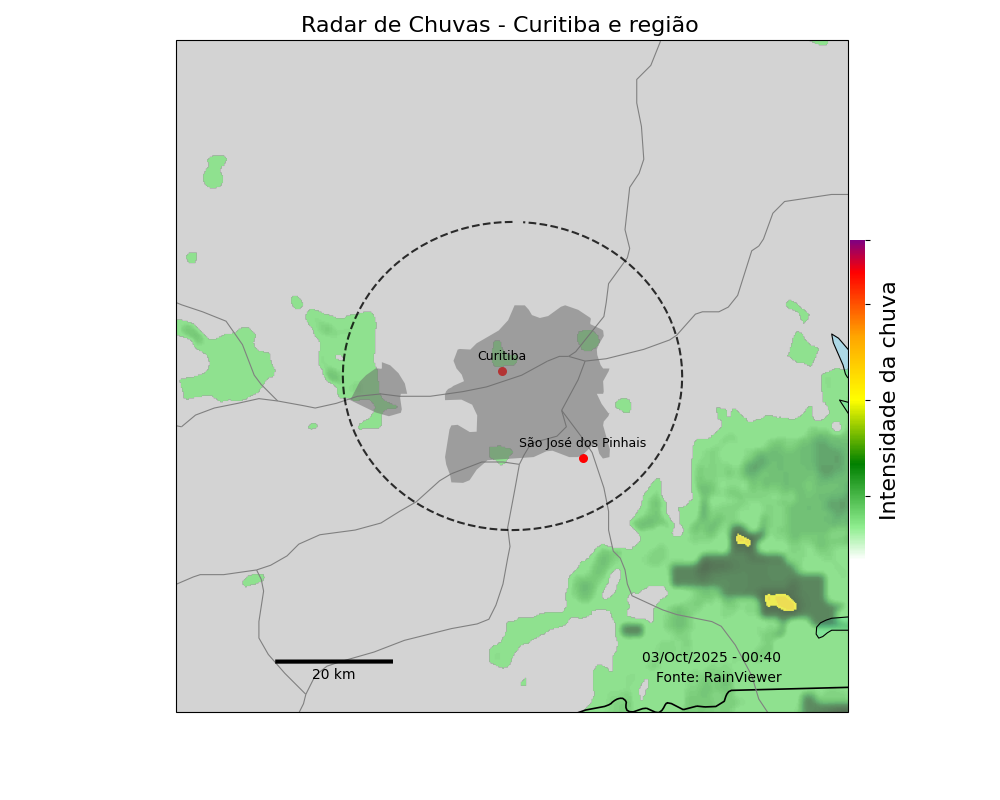 Radar de Chuvas - Curitiba e região
Curitiba
São José dos Pinhais
Intensidade da chuva
03/Oct/2025 - 00:40
Fonte: RainViewer
20 km